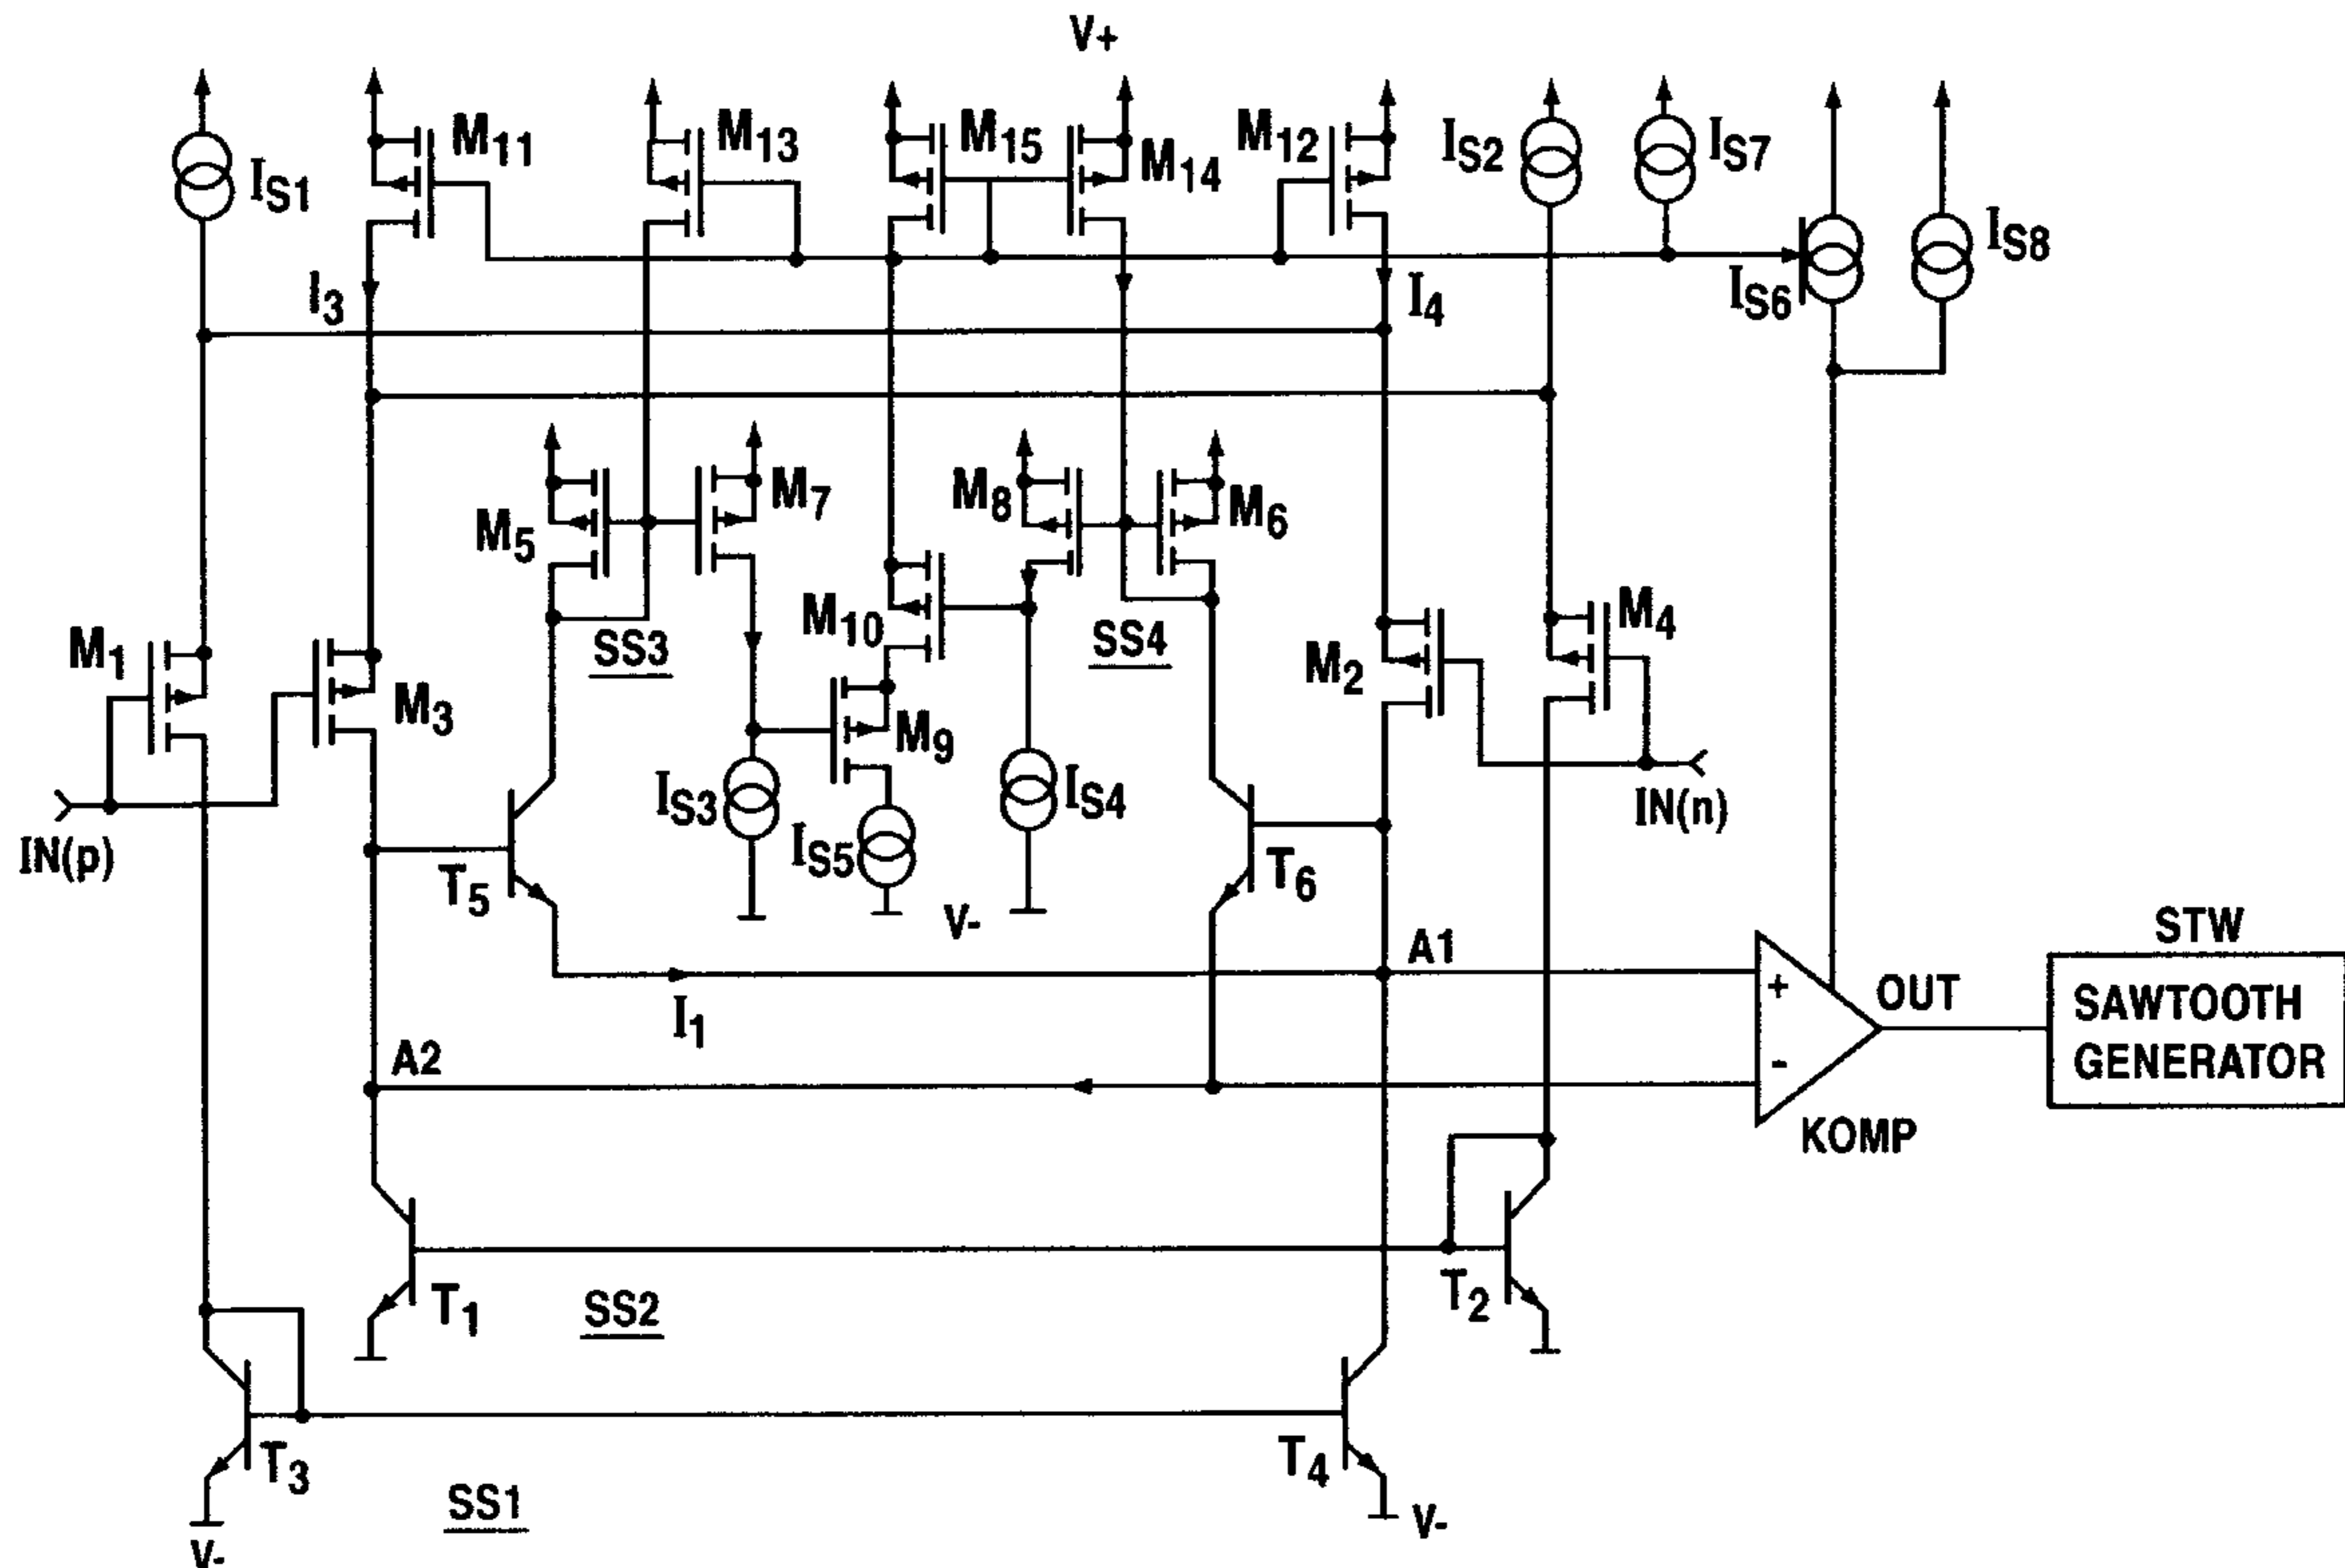 V+
M11
M13
M15
M14
M12
IS1
IS2
IS7
IS6
IS8
I3
I4
M5
M7
M8
M6
M1
M3
SS3
M10
M9
SS4
M2
M4
IN(p)
IS3
IS5
IS4
IN(n)
T5
V-
T6
I1
A1
A2
+
-
KOMP
OUT
STW
SAWTOOTH
GENERATOR
T1
SS2
T2
T3
SS1
T4
V-
V-